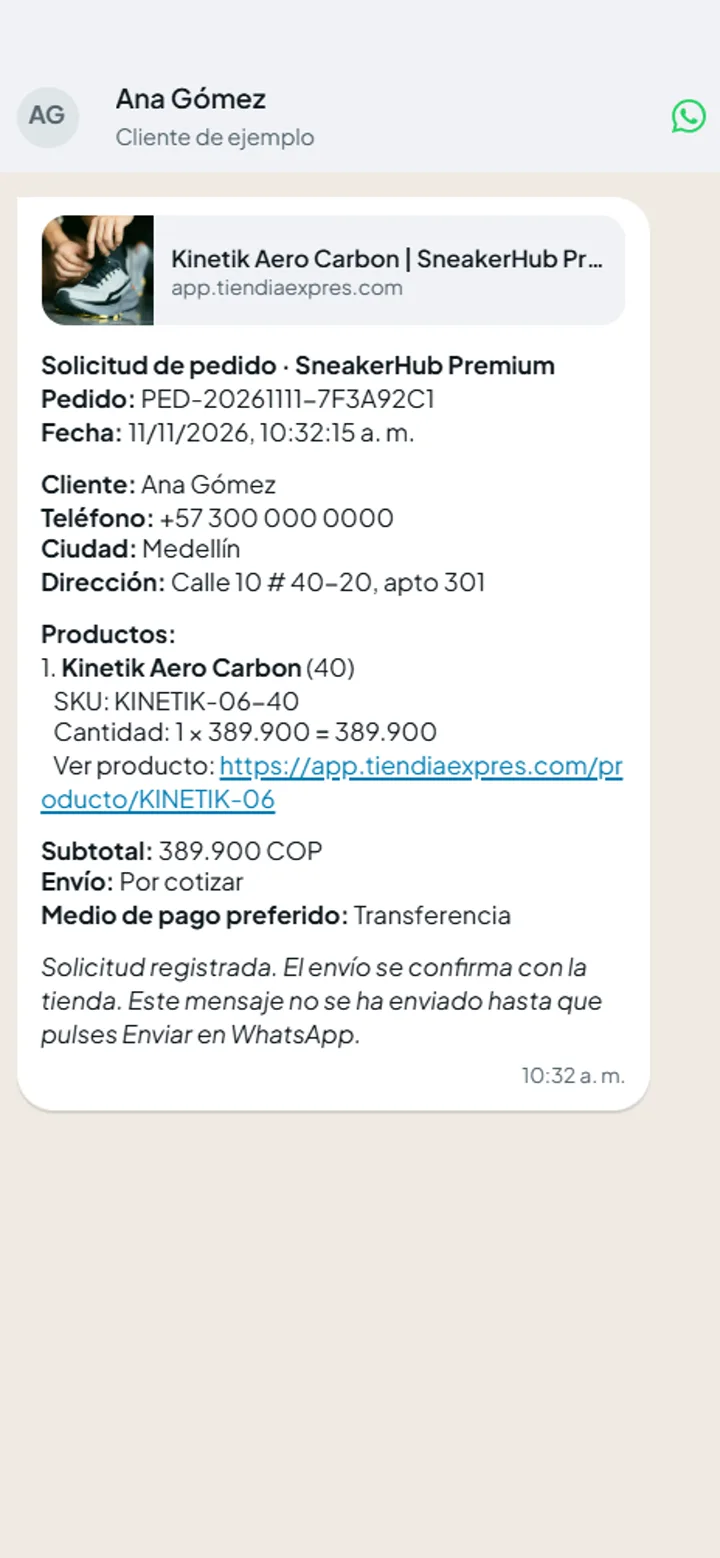 Ana Gómez
AG
Cliente de ejemplo
Kinetik Aero Carbon | SneakerHub Pr...
app.tiendiaexpres.com
Solicitud de pedido · SneakerHub Premium
Pedido: PED-20261111-7F3A92C1
Fecha: 11/11/2026, 10:32:15 a. m.
Cliente: Ana Gómez
Teléfono: +57 300 000 0000
Ciudad: Medellín
Dirección: Calle 10 # 40-20, apto 301
Productos:
1. Kinetik Aero Carbon (40)
SKU: KINETIK-06-40
Cantidad: 1 × 389.900 = 389.900
Ver producto: https://app.tiendiaexpres.com/pr
oducto/KINETIK-06
Subtotal: 389.900 COP
Envío: Por cotizar
Medio de pago preferido: Transferencia
Solicitud registrada. El envío se confirma con la
tienda. Este mensaje no se ha enviado hasta que
pulses Enviar en WhatsApp.
10:32 a. m.